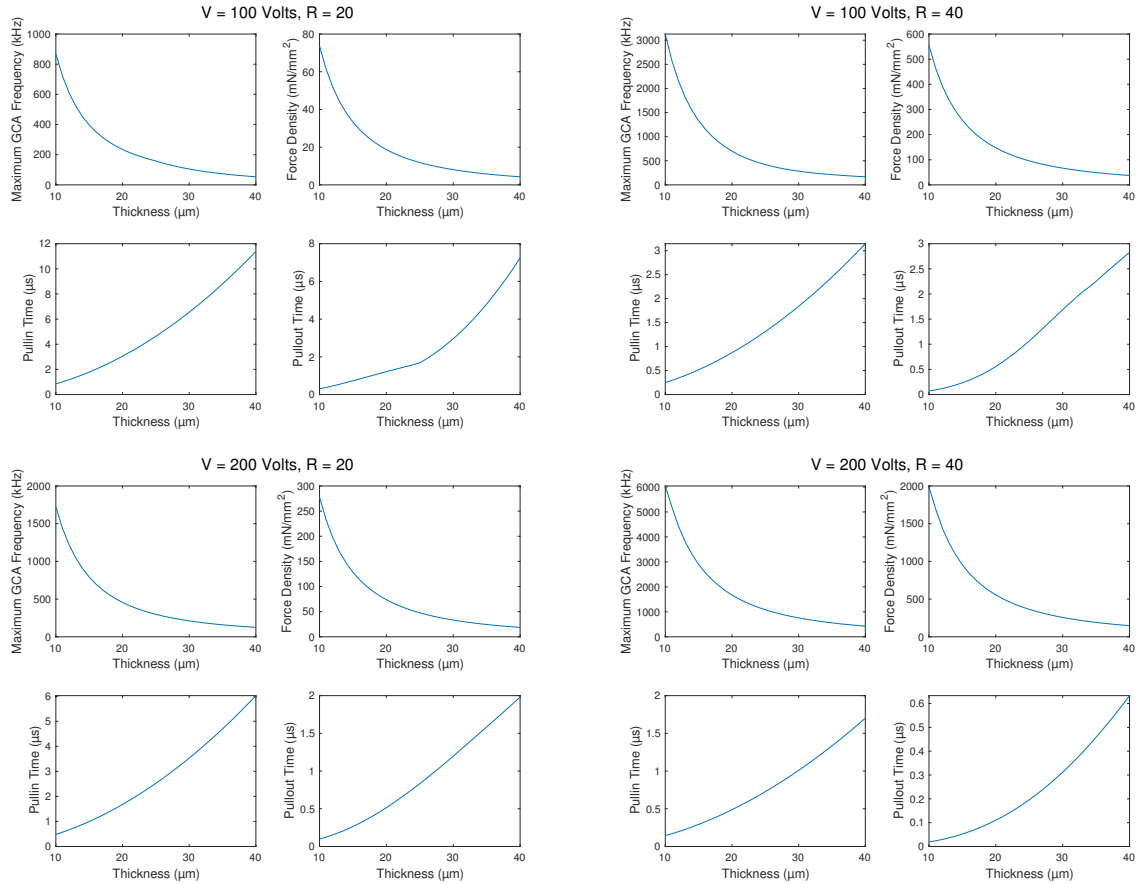 V = 100 Volts, R = 20
Maximum GCA Frequency (kHz)
1000
800
600
400
200
0
10 20 30 40
Thickness (μm)
Force Density (mN/mm²)
80
60
40
20
0
10 20 30 40
Thickness (μm)
Pullin Time (μs)
12
10
8
6
4
2
0
10 20 30 40
Thickness (μm)
Pullout Time (μs)
8
6
4
2
0
10 20 30 40
Thickness (μm)
V = 100 Volts, R = 40
Maximum GCA Frequency (kHz)
3000
2500
2000
1500
1000
500
0
10 20 30 40
Thickness (μm)
Force Density (mN/mm²)
600
500
400
300
200
100
0
10 20 30 40
Thickness (μm)
Pullin Time (μs)
3
2.5
2
1.5
1
0.5
0
10 20 30 40
Thickness (μm)
Pullout Time (μs)
3
2.5
2
1.5
1
0.5
0
10 20 30 40
Thickness (μm)
V = 200 Volts, R = 20
Maximum GCA Frequency (kHz)
2000
1500
1000
500
0
10 20 30 40
Thickness (μm)
Force Density (mN/mm²)
300
250
200
150
100
50
0
10 20 30 40
Thickness (μm)
Pullin Time (μs)
6
5
4
3
2
1
0
10 20 30 40
Thickness (μm)
Pullout Time (μs)
2
1.5
1
0.5
0
10 20 30 40
Thickness (μm)
V = 200 Volts, R = 40
Maximum GCA Frequency (kHz)
6000
5000
4000
3000
2000
1000
0
10 20 30 40
Thickness (μm)
Force Density (mN/mm²)
2000
1500
1000
500
0
10 20 30 40
Thickness (μm)
Pullin Time (μs)
2
1.5
1
0.5
0
10 20 30 40
Thickness (μm)
Pullout Time (μs)
0.6
0.5
0.4
0.3
0.2
0.1
0
10 20 30 40
Thickness (μm)